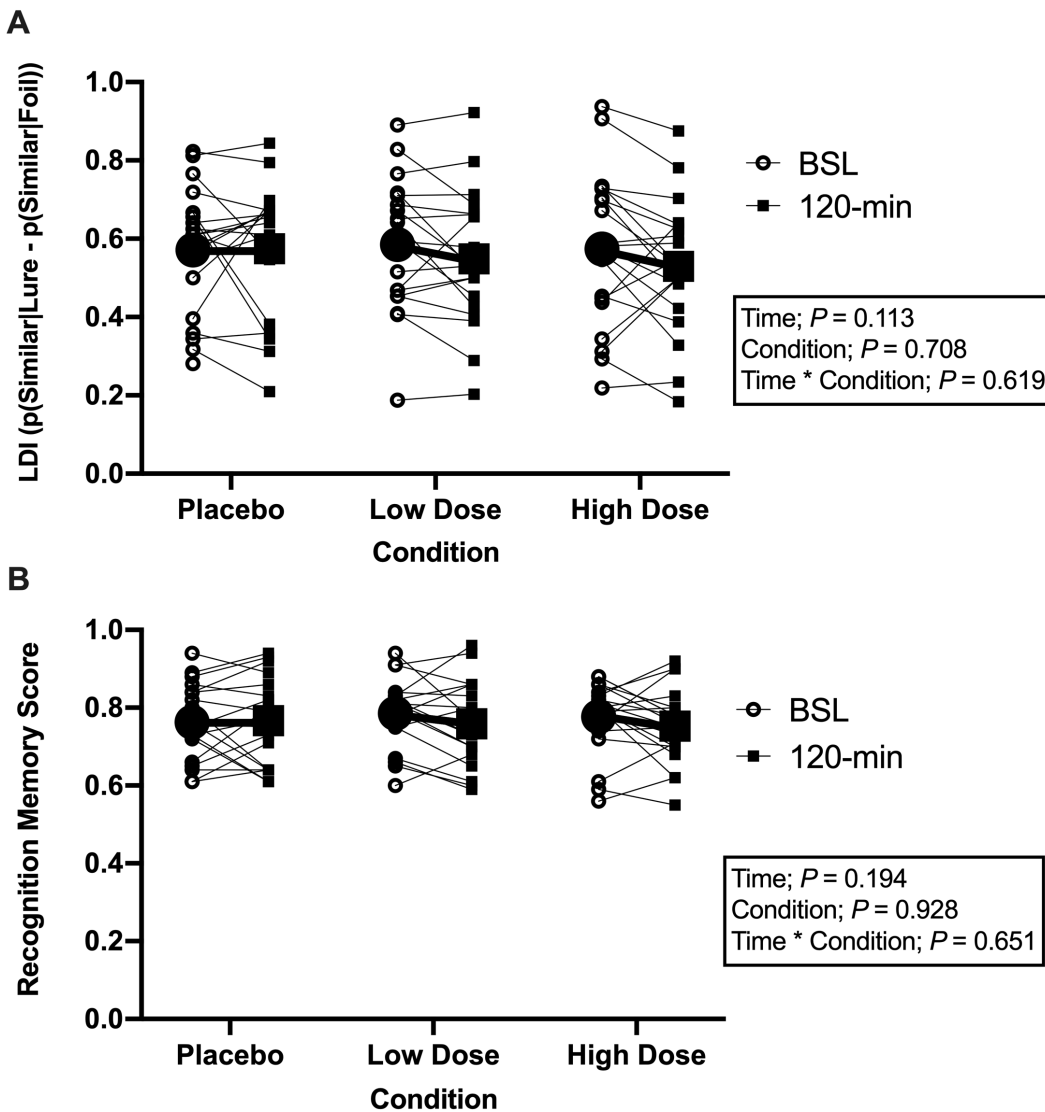 A
LDI (p(Similar|Lure - p(Similar|Foil))
1.0
0.8
0.6
0.4
0.2
0.0
BSL
120-min
Time; P = 0.113
Condition; P = 0.708
Time * Condition; P = 0.619
Placebo Low Dose High Dose
Condition
B
Recognition Memory Score
1.0
0.8
0.6
0.4
0.2
0.0
BSL
120-min
Time; P = 0.194
Condition; P = 0.928
Time * Condition; P = 0.651
Placebo Low Dose High Dose
Condition